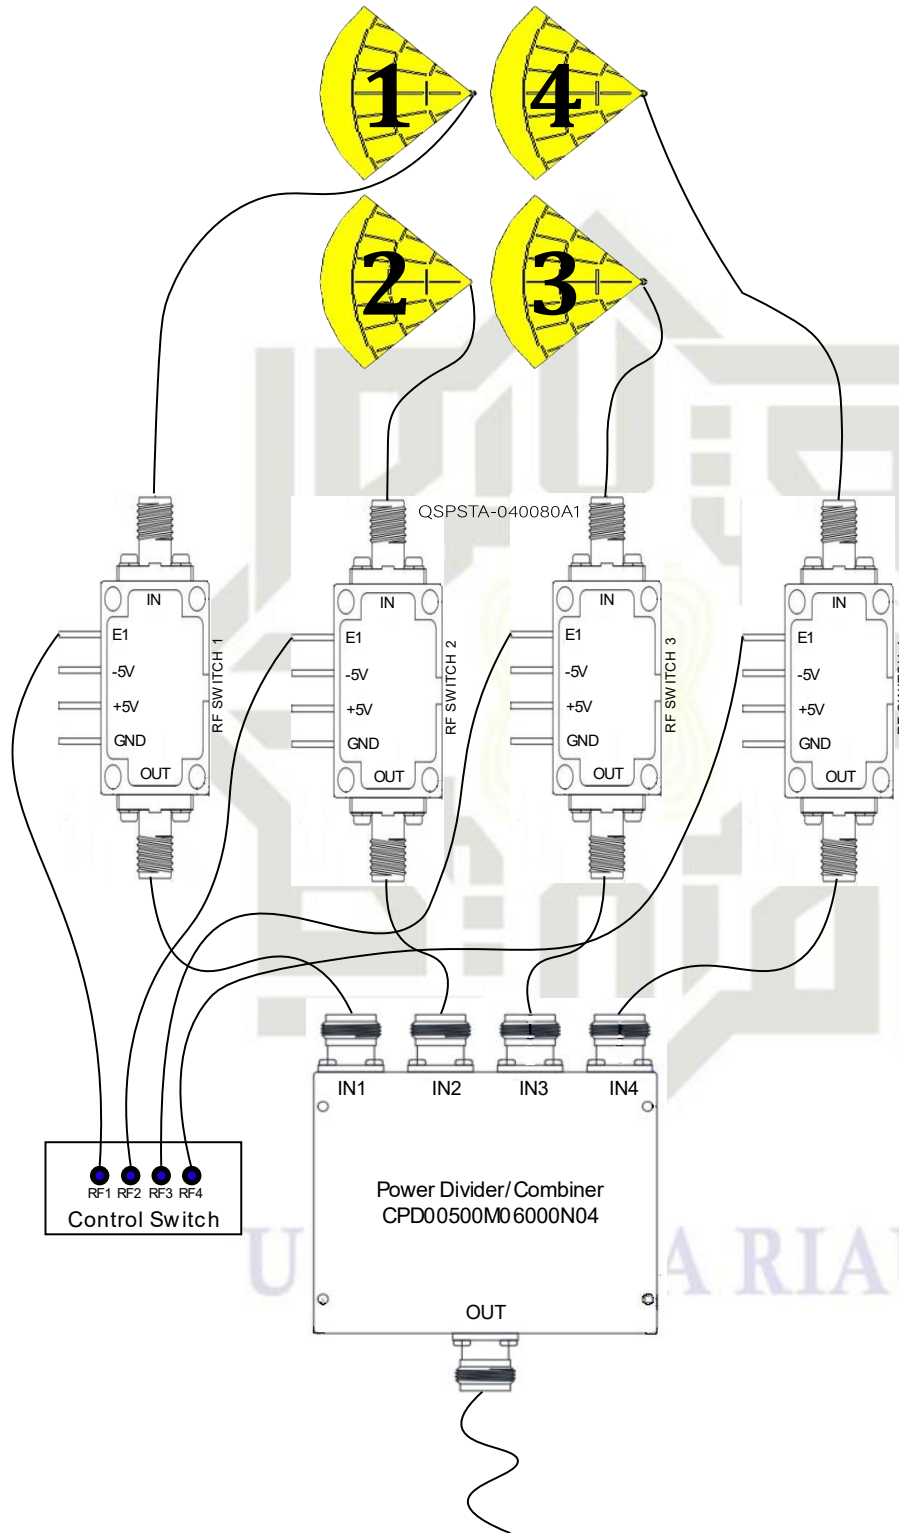 1
4
2
3
QSPSTA-040080A1
IN
E1
-5V
+5V
GND
OUT
RF SWITCH 1
IN
E1
-5V
+5V
GND
OUT
RF SWITCH 2
IN
E1
-5V
+5V
GND
OUT
RF SWITCH 3
IN
E1
-5V
+5V
GND
OUT
IN1 IN2 IN3 IN4
RF1 RF2 RF3 RF4
Control Switch
Power Divider/Combiner
CPD00500M06000N04
OUT
U A RIAU